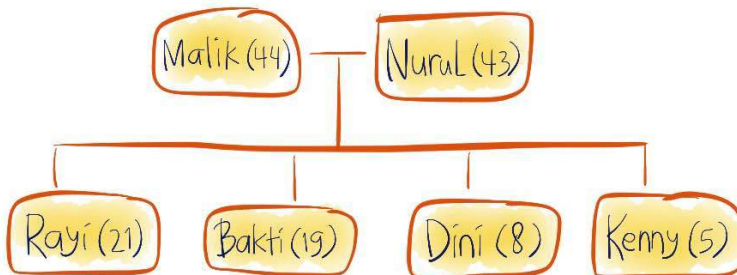 Malik (44)
Nurul (43)
Rayi (21)
Bakti (19)
Dini (8)
Kenny (5)